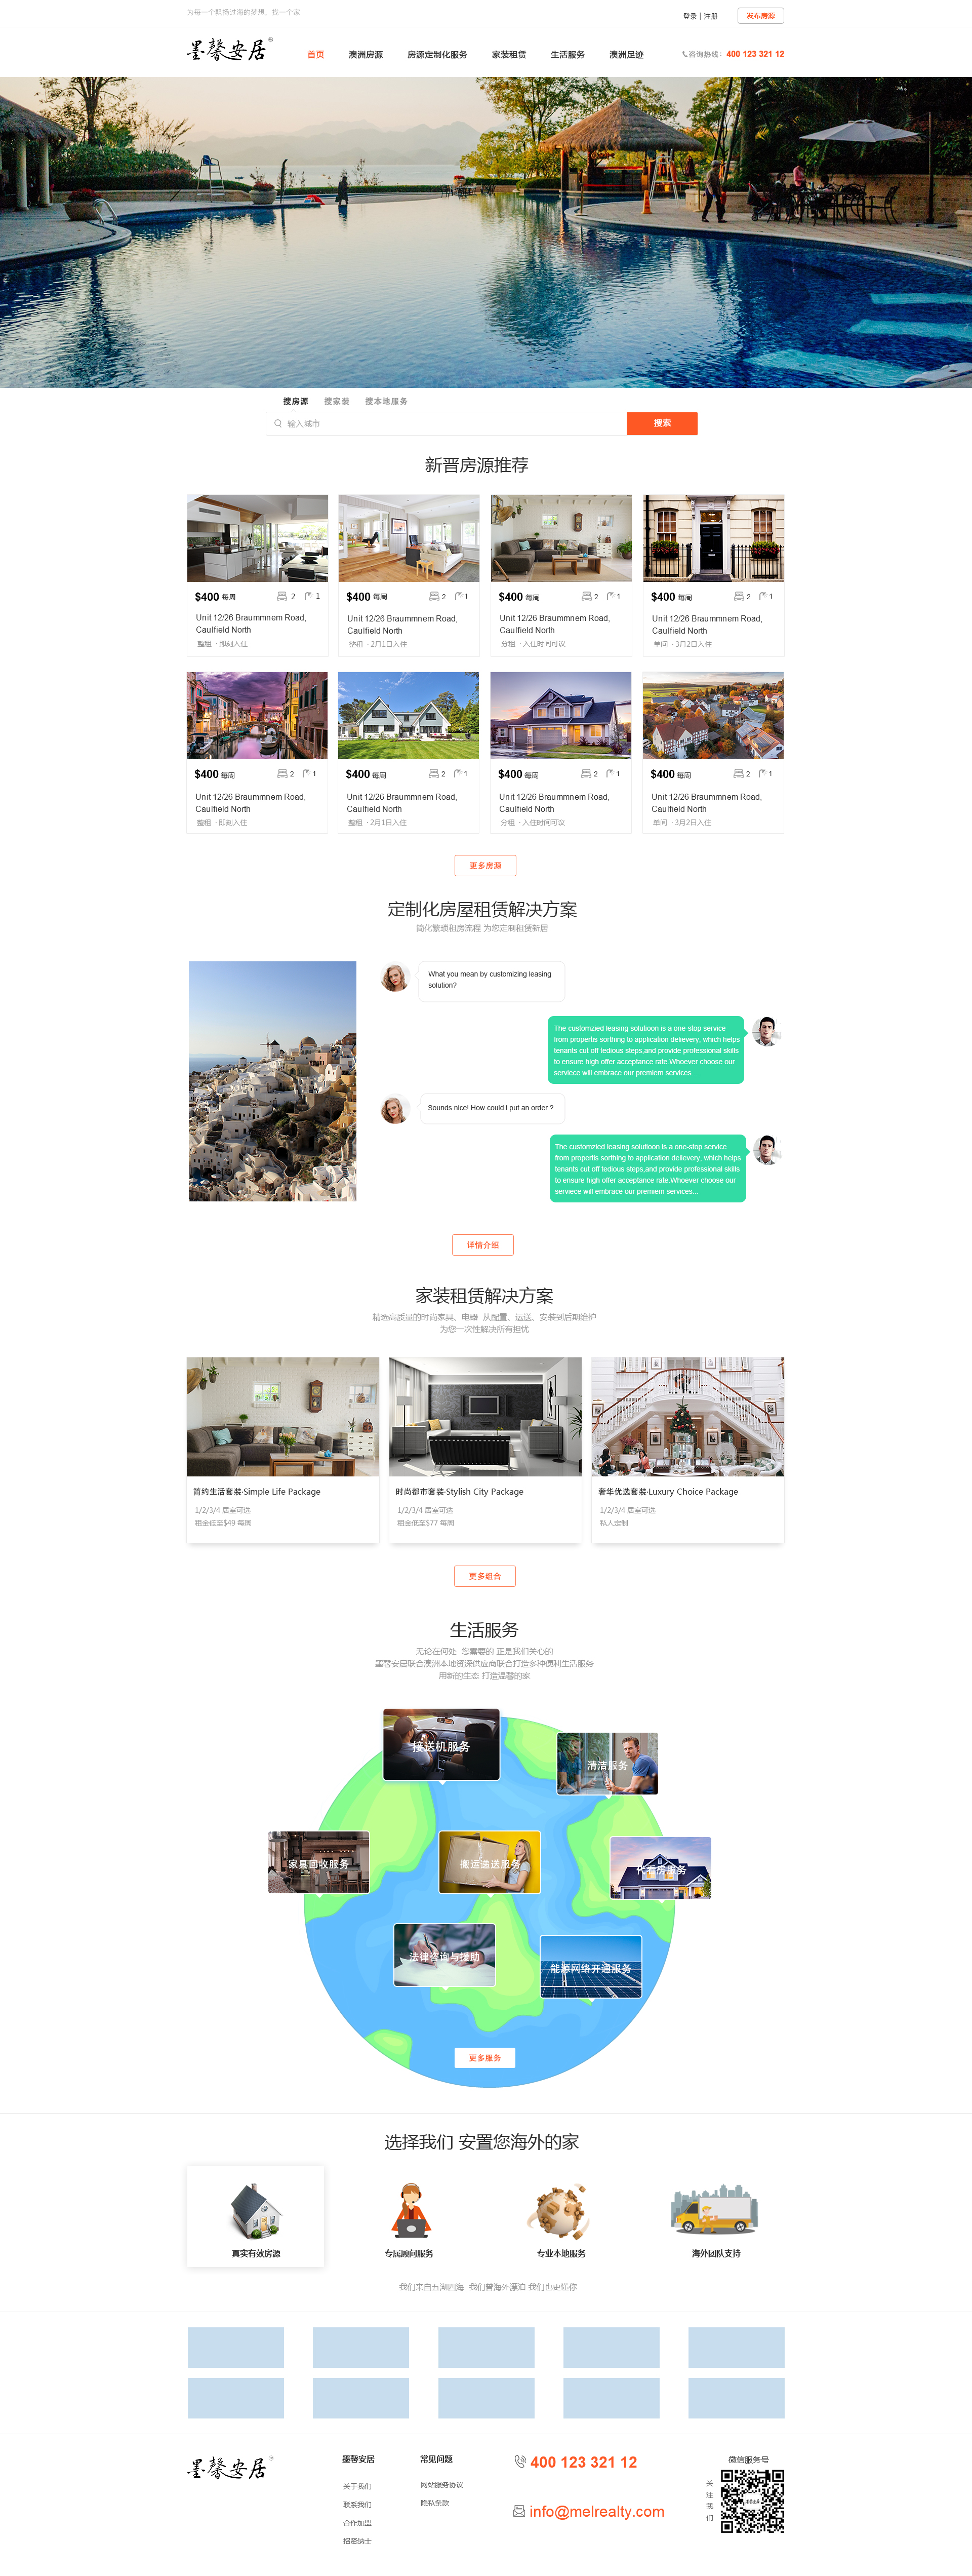 为每一个飘扬过海的梦想，找一个家
登录 | 注册
发布房源
墨馨安居
首页 澳洲房源 房源定制化服务 家装租赁 生活服务 澳洲足迹
咨询热线： 400 123 321 12
搜房源 搜家装 搜本地服务
输入城市
搜索
新晋房源推荐
$400 每周 2 1
Unit 12/26 Braummnem Road,
Caulfield North
整租 · 即刻入住
$400 每周 2 1
Unit 12/26 Braummnem Road,
Caulfield North
整租 · 2月1日入住
$400 每周 2 1
Unit 12/26 Braummnem Road,
Caulfield North
分租 · 入住时间可议
$400 每周 2 1
Unit 12/26 Braummnem Road,
Caulfield North
单间 · 3月2日入住
$400 每周 2 1
Unit 12/26 Braummnem Road,
Caulfield North
整租 · 即刻入住
$400 每周 2 1
Unit 12/26 Braummnem Road,
Caulfield North
整租 · 2月1日入住
$400 每周 2 1
Unit 12/26 Braummnem Road,
Caulfield North
分租 · 入住时间可议
$400 每周 2 1
Unit 12/26 Braummnem Road,
Caulfield North
单间 · 3月2日入住
更多房源
定制化房屋租赁解决方案
简化繁琐租房流程 为您定制租赁新居
What you mean by customizing leasing
solution?
The customzied leasing solutioon is a one-stop service
from propertis sorthing to application delievery, which helps
tenants cut off tedious steps,and provide professional skills
to ensure high offer acceptance rate.Whoever choose our
serviece will embrace our premiem services...
Sounds nice! How could i put an order ?
The customzied leasing solutioon is a one-stop service
from propertis sorthing to application delievery, which helps
tenants cut off tedious steps,and provide professional skills
to ensure high offer acceptance rate.Whoever choose our
serviece will embrace our premiem services...
详情介绍
家装租赁解决方案
精选高质量的时尚家具、电器 从配置、运送、安装到后期维护
为您一次性解决所有担忧
简约生活套装-Simple Life Package
1/2/3/4 居室可选
租金低至$49 每周
时尚都市套装-Stylish City Package
1/2/3/4 居室可选
租金低至$77 每周
奢华优选套装-Luxury Choice Package
1/2/3/4 居室可选
私人定制
更多组合
生活服务
无论在何处 您需要的 正是我们关心的
墨馨安居联合澳洲本地资深供应商联合打造多种便利生活服务
用新的生态 打造温馨的家
接送机服务
清洁服务
家具回收服务
搬运递送服务
代看房服务
法律咨询与援助
能源网络开通服务
更多服务
选择我们 安置您海外的家
真实有效房源
专属顾问服务
专业本地服务
海外团队支持
我们来自五湖四海 我们曾海外漂泊 我们也更懂你
墨馨安居
墨馨安居
关于我们
联系我们
合作加盟
招贤纳士
常见问题
网站服务协议
隐私条款
400 123 321 12
info@melrealty.com
微信服务号
关注我们